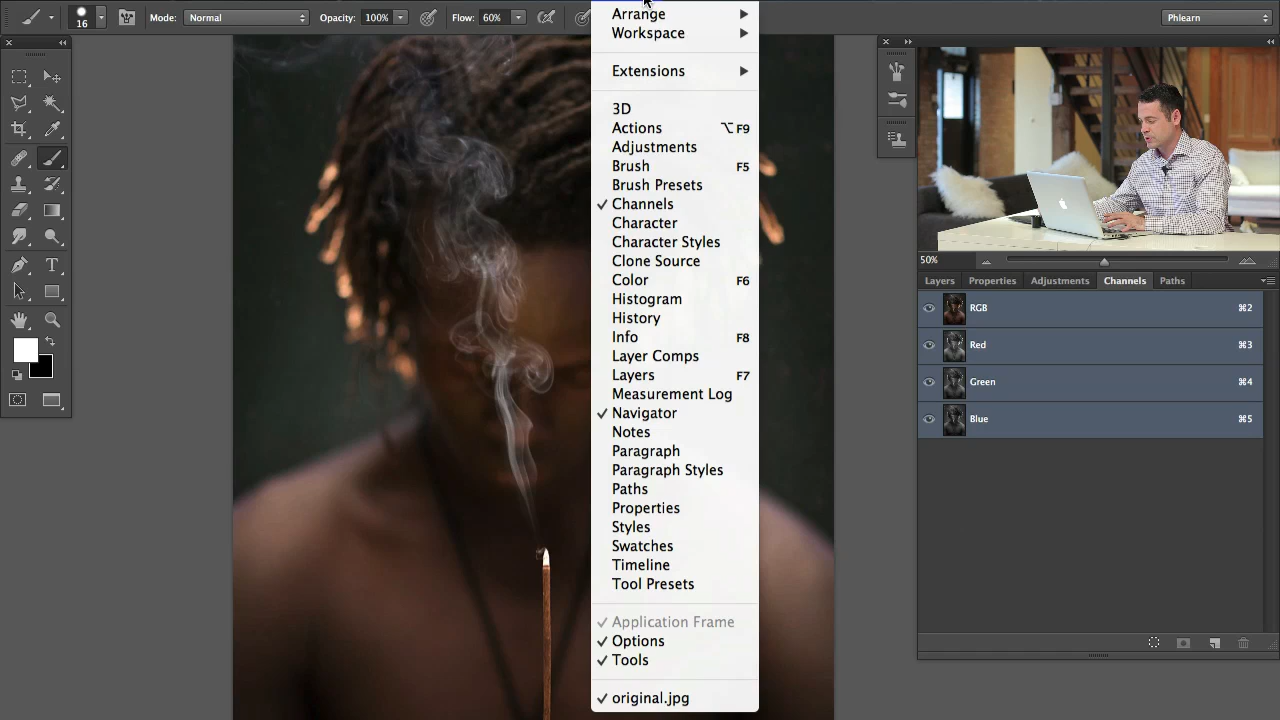 16
Mode: Normal
Opacity: 100%
Flow: 60%
Phlearn
Arrange
Workspace
Extensions
3D
Actions ⌥F9
Adjustments
Brush F5
Brush Presets
✓ Channels
Character
Character Styles
Clone Source
Color F6
Histogram
History
Info F8
Layer Comps
Layers F7
Measurement Log
✓ Navigator
Notes
Paragraph
Paragraph Styles
Paths
Properties
Styles
Swatches
Timeline
Tool Presets
✓ Application Frame
✓ Options
✓ Tools
✓ original.jpg
50%
Layers Properties Adjustments Channels Paths
RGB ⌘2
Red ⌘3
Green ⌘4
Blue ⌘5